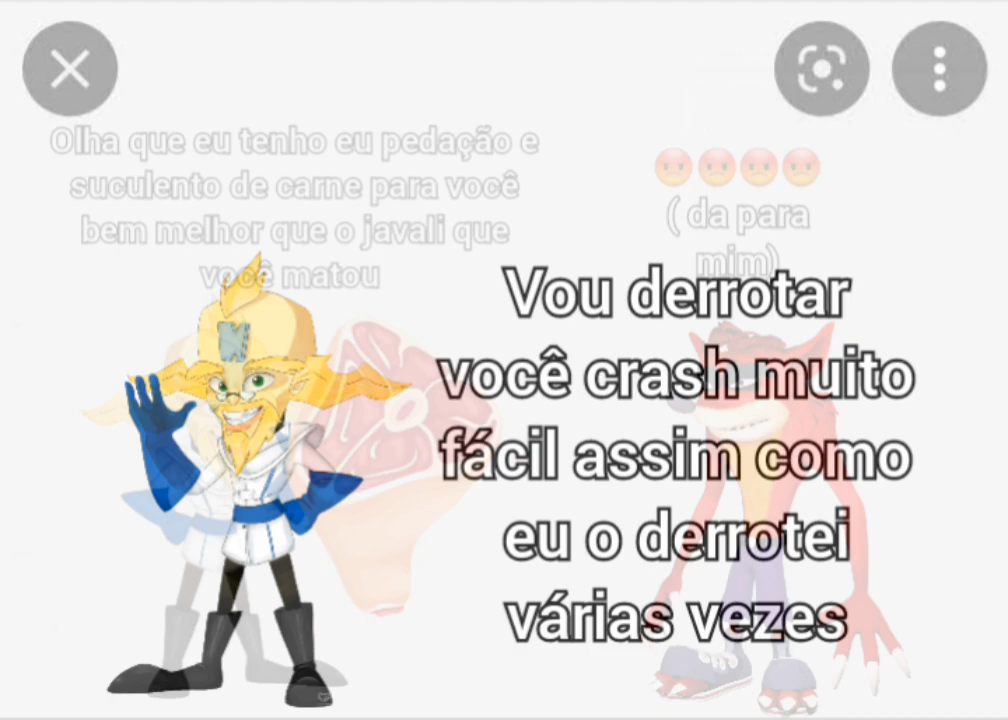 Olha que eu tenho eu pedação e
suculento de carne para você
bem melhor que o javali que
você matou
😡😡😡😡
( da para
mim)
Vou derrotar
você crash muito
fácil assim como
eu o derrotei
várias vezes